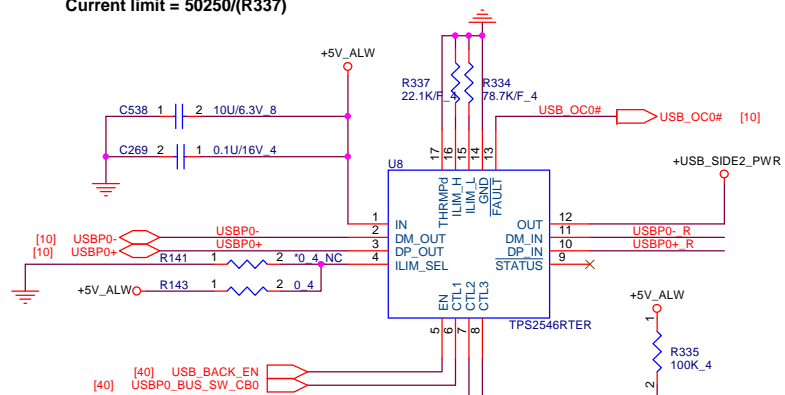 Current limit = 50250/(R337)
+5V_ALW
R337
22.1K/F_4
R334
78.7K/F_4
C538 1 2 10U/6.3V_8
USB_OC0#
USB_OC0# [10]
C269 2 1 0.1U/16V_4
U8
17 16 15 14 13
+USB_SIDE2_PWR
THRMPd
ILIM_H
ILIM_L
GND
FAULT
1 IN
OUT 12
[10] USBP0- USBP0- 2 DM_OUT
DM_IN 11 USBP0-_R
[10] USBP0+ USBP0+ 3 DP_OUT
DP_IN 10 USBP0+_R
R141 1 2 *0_4_NC 4 ILIM_SEL
STATUS 9
+5V_ALW R143 1 2 0_4
+5V_ALW
EN
CTL1
CTL2
CTL3
TPS2546RTER
5 6 7 8
1
R335
100K_4
2
[40] USB_BACK_EN
[40] USBP0_BUS_SW_CB0